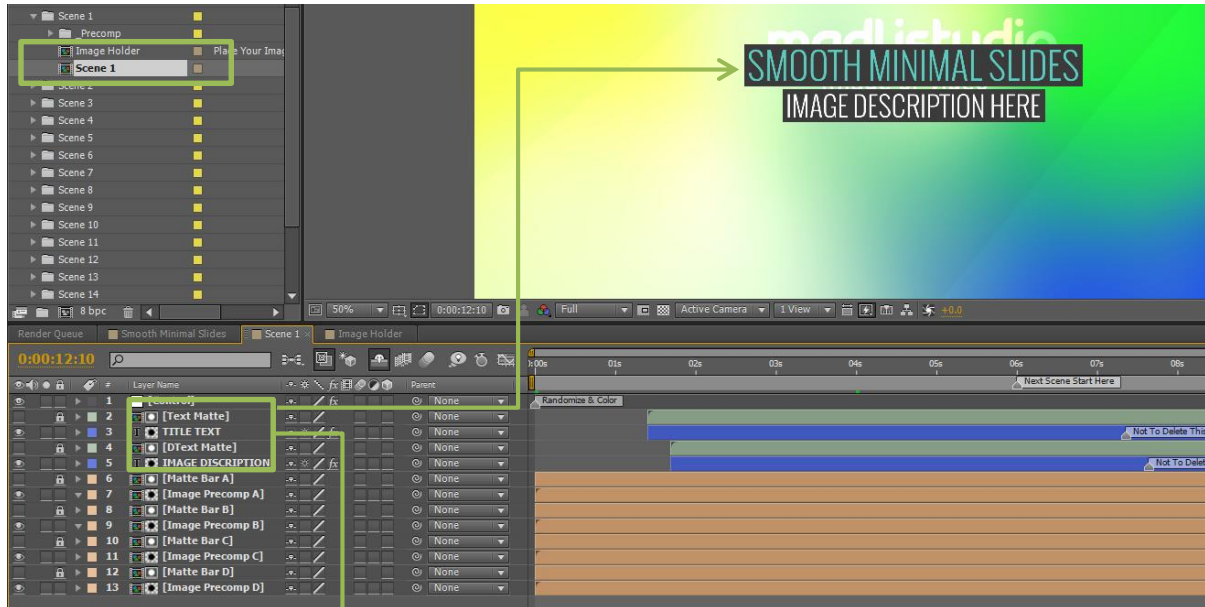 Scene 1
_Precomp
Image Holder Place Your Imag
Scene 1
Scene 2
Scene 3
Scene 4
Scene 5
Scene 6
Scene 7
Scene 8
Scene 9
Scene 10
Scene 11
Scene 12
Scene 13
Scene 14
8 bpc
SMOOTH MINIMAL SLIDES
IMAGE DESCRIPTION HERE
50% 0:00:12:10 Full Active Camera 1 View +0.0
Render Queue Smooth Minimal Slides Scene 1 × Image Holder
0:00:12:10
# Layer Name Parent
):00s 01s 02s 03s 04s 05s 06s 07s 08s
Next Scene Start Here
1 [Control] None Randomize & Color
2 [Text Matte] None
3 TITLE TEXT None Not To Delete This
4 [DText Matte] None
5 IMAGE DISCRIPTION None Not To Delet
6 [Matte Bar A] None
7 [Image Precomp A] None
8 [Matte Bar B] None
9 [Image Precomp B] None
10 [Matte Bar C] None
11 [Image Precomp C] None
12 [Matte Bar D] None
13 [Image Precomp D] None